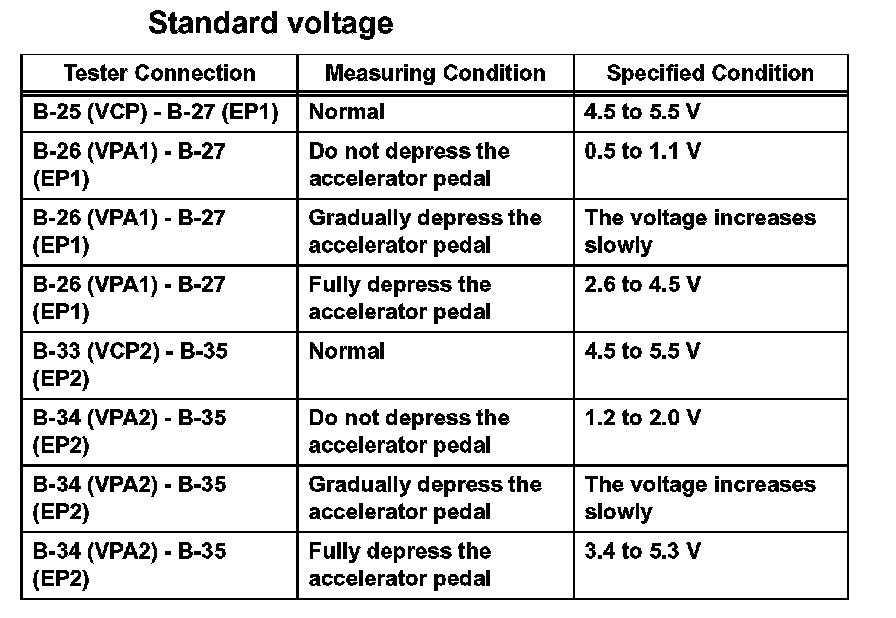 Standard voltage
Tester Connection Measuring Condition Specified Condition
B-25 (VCP) - B-27 (EP1) Normal 4.5 to 5.5 V
B-26 (VPA1) - B-27 Do not depress the 0.5 to 1.1 V
(EP1) accelerator pedal
B-26 (VPA1) - B-27 Gradually depress the The voltage increases
(EP1) accelerator pedal slowly
B-26 (VPA1) - B-27 Fully depress the 2.6 to 4.5 V
(EP1) accelerator pedal
B-33 (VCP2) - B-35 Normal 4.5 to 5.5 V
(EP2)
B-34 (VPA2) - B-35 Do not depress the 1.2 to 2.0 V
(EP2) accelerator pedal
B-34 (VPA2) - B-35 Gradually depress the The voltage increases
(EP2) accelerator pedal slowly
B-34 (VPA2) - B-35 Fully depress the 3.4 to 5.3 V
(EP2) accelerator pedal